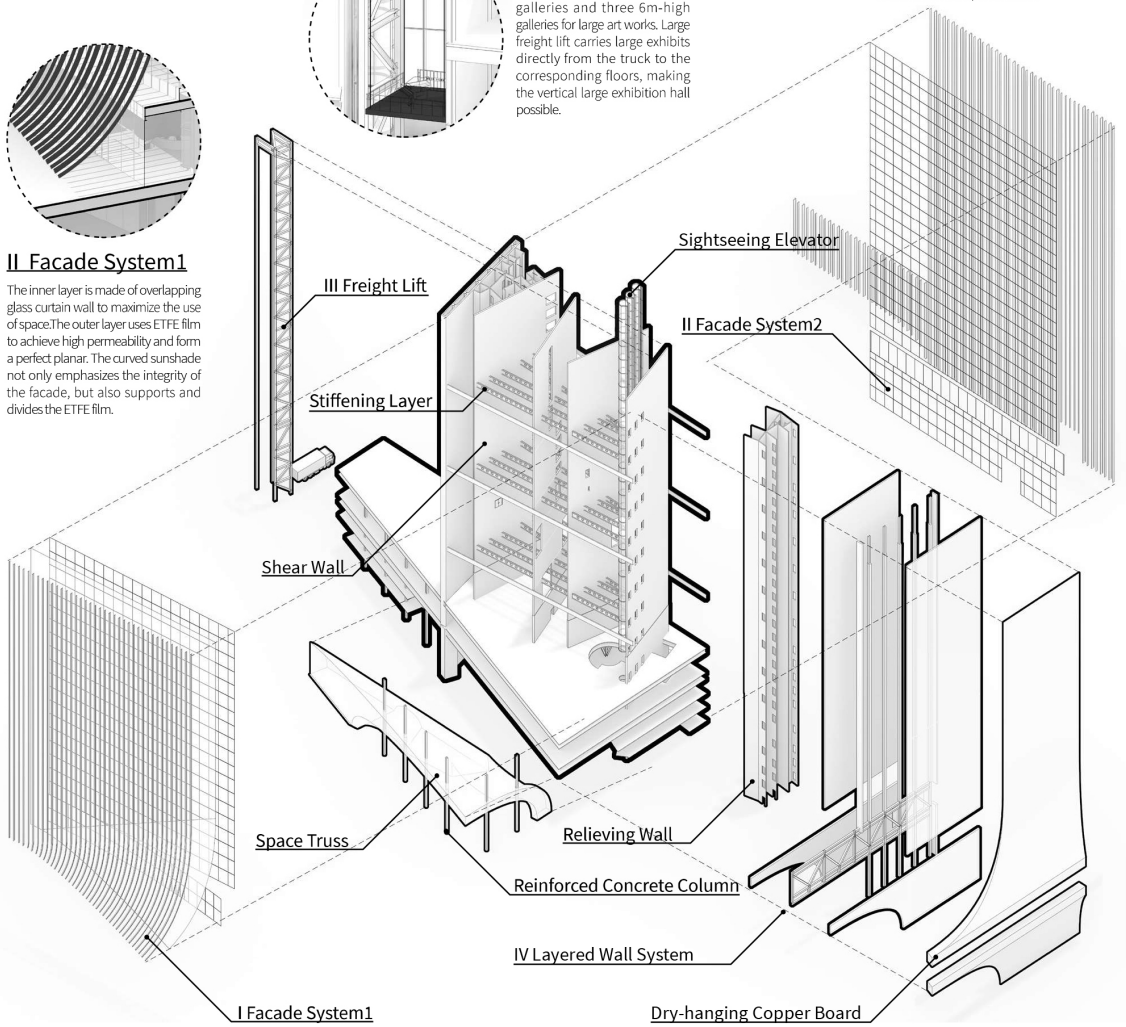 galleries and three 6m-high
galleries for large art works. Large
freight lift carries large exhibits
directly from the truck to the
corresponding floors, making
the vertical large exhibition hall
possible.
II Facade System1
The inner layer is made of overlapping
glass curtain wall to maximize the use
of space.The outer layer uses ETFE film
to achieve high permeability and form
a perfect planar. The curved sunshade
not only emphasizes the integrity of
the facade, but also supports and
divides the ETFE film.
Sightseeing Elevator
III Freight Lift
II Facade System2
Stiffening Layer
Shear Wall
Space Truss
Relieving Wall
Reinforced Concrete Column
IV Layered Wall System
I Facade System1
Dry-hanging Copper Board